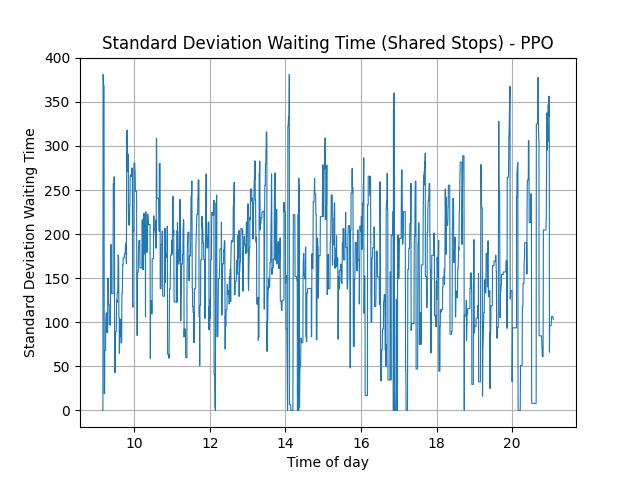 Standard Deviation Waiting Time (Shared Stops) - PPO
Standard Deviation Waiting Time
400
350
300
250
200
150
100
50
0
10 12 14 16 18 20
Time of day